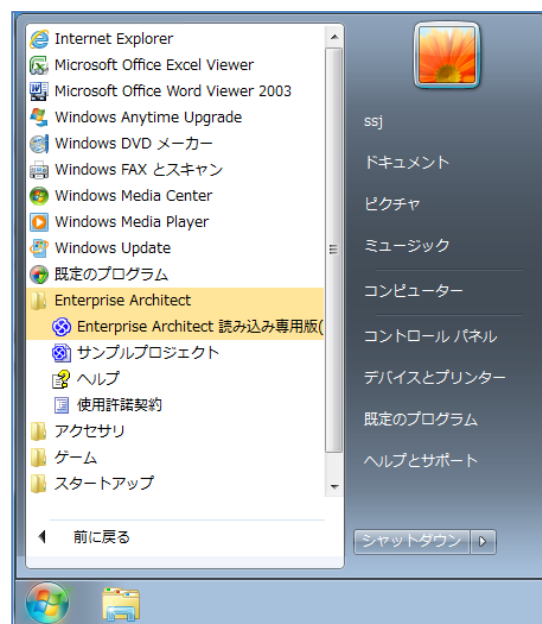 Internet Explorer
Microsoft Office Excel Viewer
Microsoft Office Word Viewer 2003
Windows Anytime Upgrade
Windows DVD メーカー
Windows FAX とスキャン
Windows Media Center
Windows Media Player
Windows Update
既定のプログラム
Enterprise Architect
Enterprise Architect 読み込み専用版(
サンプルプロジェクト
ヘルプ
使用許諾契約
アクセサリ
ゲーム
スタートアップ
前に戻る
ssj
ドキュメント
ピクチャ
ミュージック
コンピューター
コントロール パネル
デバイスとプリンター
既定のプログラム
ヘルプとサポート
シャットダウン